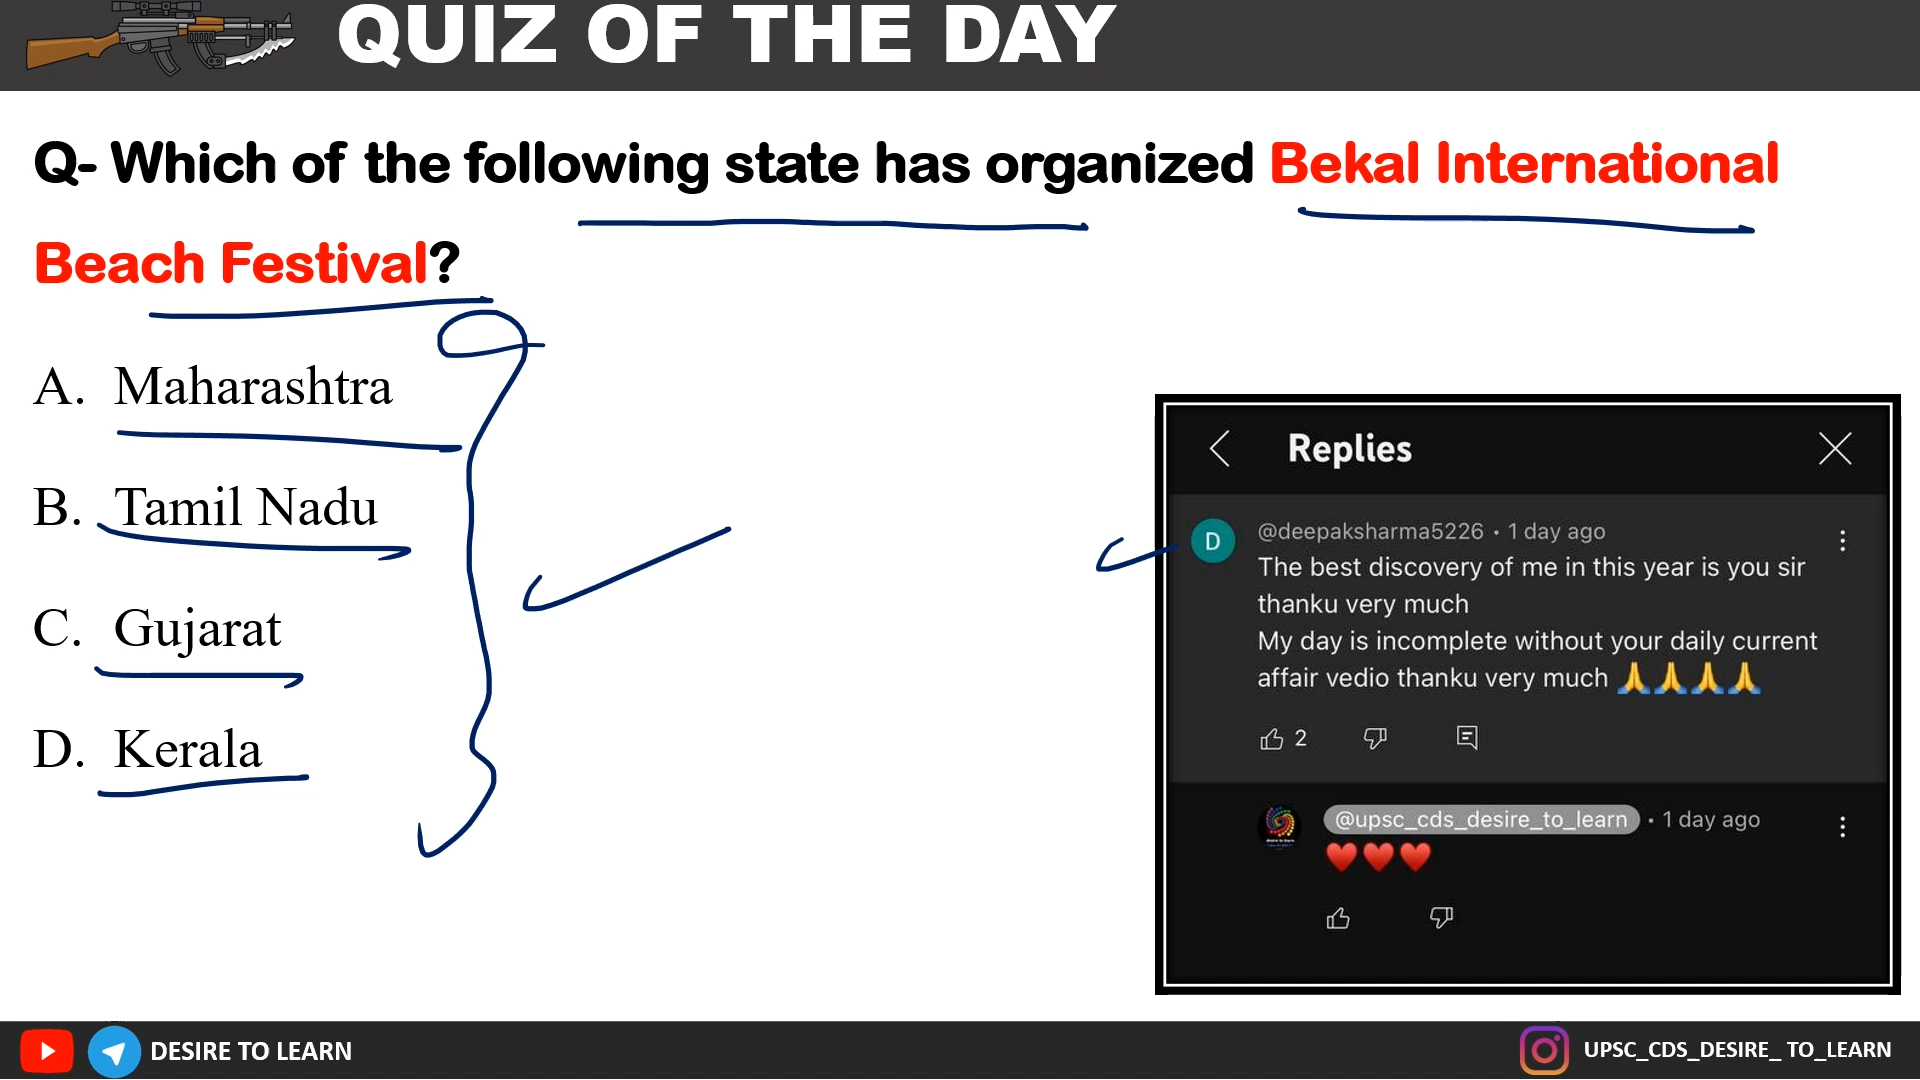 QUIZ OF THE DAY
Q- Which of the following state has organized Bekal International
Beach Festival?
A. Maharashtra
B. Tamil Nadu
C. Gujarat
D. Kerala
Replies
D
@deepaksharma5226 • 1 day ago
The best discovery of me in this year is you sir
thanku very much
My day is incomplete without your daily current
affair vedio thanku very much 🙏🙏🙏🙏
2
@upsc_cds_desire_to_learn • 1 day ago
❤️❤️❤️
DESIRE TO LEARN
UPSC_CDS_DESIRE_ TO_LEARN